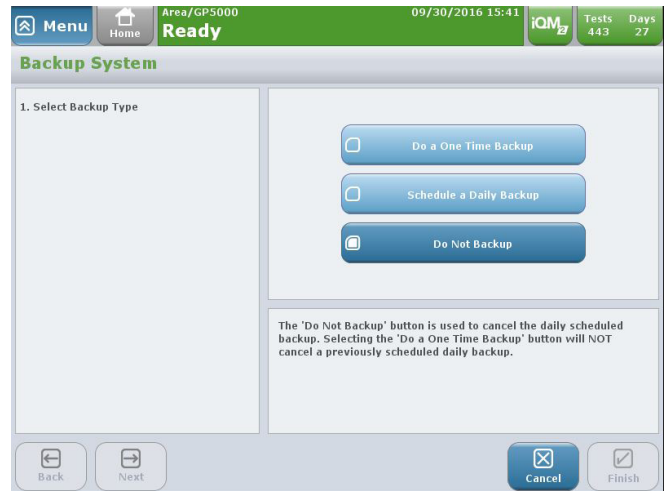 Menu
Home
Area/GP5000
09/30/2016 15:41
Ready
iQM2
Tests Days
443 27
Backup System
1. Select Backup Type
Do a One Time Backup
Schedule a Daily Backup
Do Not Backup
The 'Do Not Backup' button is used to cancel the daily scheduled
backup. Selecting the 'Do a One Time Backup' button will NOT
cancel a previously scheduled daily backup.
Back
Next
Cancel
Finish